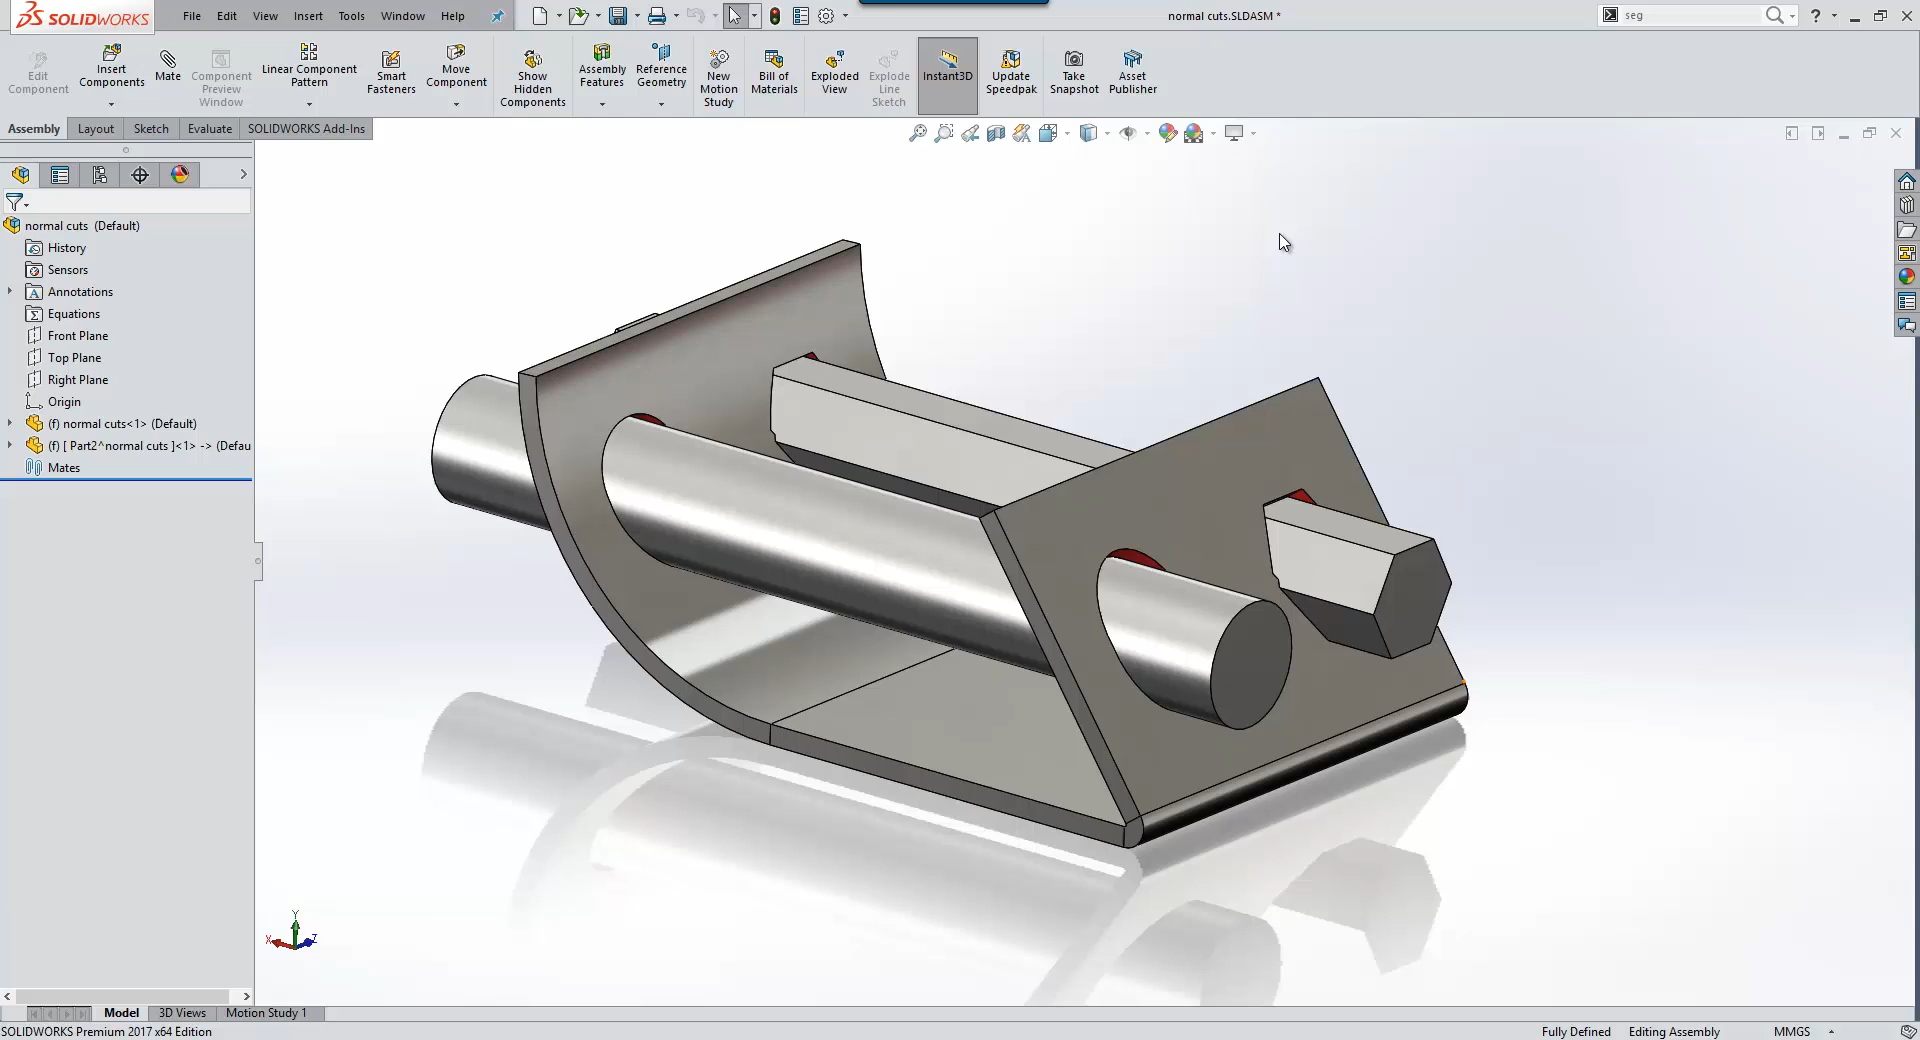 SOLIDWORKS
File Edit View Insert Tools Window Help
normal cuts.SLDASM *
seg
Edit Component
Insert Components
Mate
Component Preview Window
Linear Component Pattern
Smart Fasteners
Move Component
Show Hidden Components
Assembly Features
Reference Geometry
New Motion Study
Bill of Materials
Exploded View
Explode Line Sketch
Instant3D
Update Speedpak
Take Snapshot
Asset Publisher
Assembly Layout Sketch Evaluate SOLIDWORKS Add-Ins
normal cuts (Default)
History
Sensors
Annotations
Equations
Front Plane
Top Plane
Right Plane
Origin
(f) normal cuts<1> (Default)
(f) [ Part2^normal cuts ]<1> -> (Defau
Mates
Y
X
Z
Model 3D Views Motion Study 1
SOLIDWORKS Premium 2017 x64 Edition
Fully Defined Editing Assembly MMGS